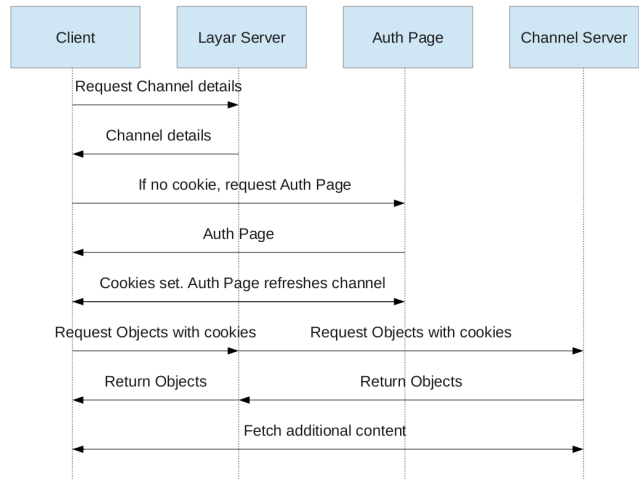 Client
Layar Server
Auth Page
Channel Server
Request Channel details
Channel details
If no cookie, request Auth Page
Auth Page
Cookies set. Auth Page refreshes channel
Request Objects with cookies
Request Objects with cookies
Return Objects
Return Objects
Fetch additional content